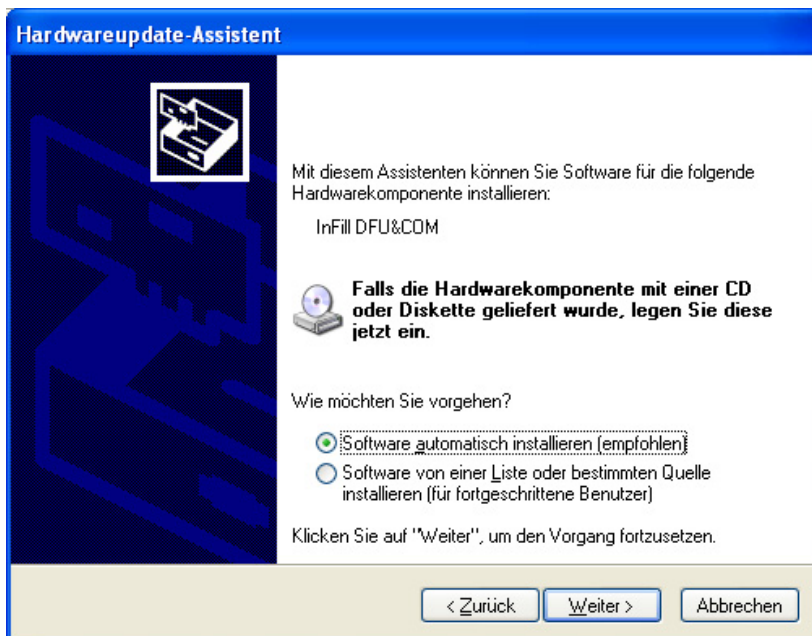 Hardwareupdate-Assistent
Mit diesem Assistenten können Sie Software für die folgende
Hardwarekomponente installieren:
InFill DFU&COM
Falls die Hardwarekomponente mit einer CD
oder Diskette geliefert wurde, legen Sie diese
jetzt ein.
Wie möchten Sie vorgehen?
Software automatisch installieren (empfohlen)
Software von einer Liste oder bestimmten Quelle
installieren (für fortgeschrittene Benutzer)
Klicken Sie auf "Weiter", um den Vorgang fortzusetzen.
< Zurück Weiter > Abbrechen